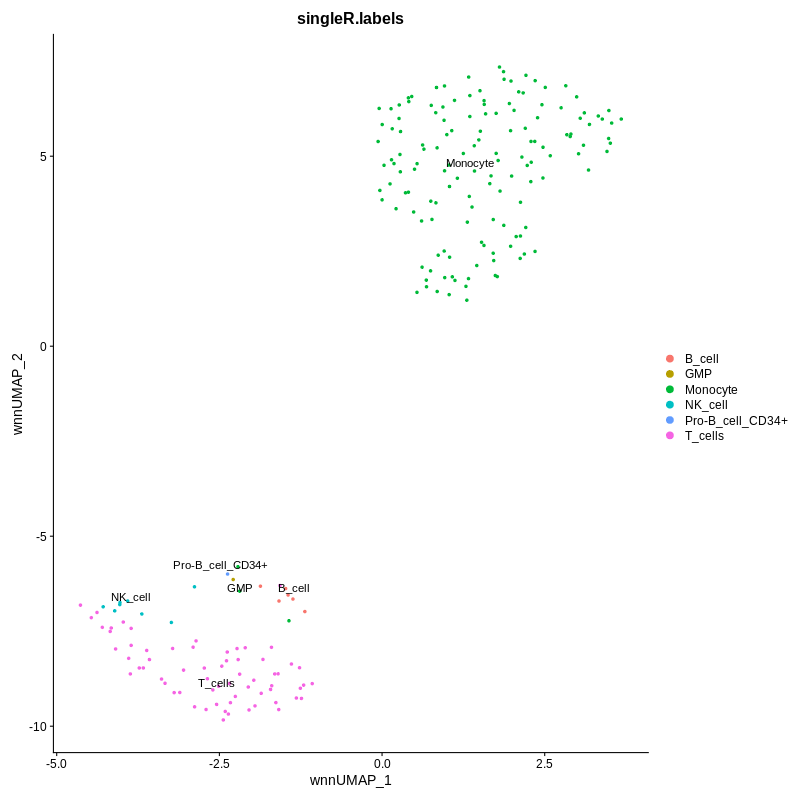 singleR.labels
Monocyte
5
0
wnnUMAP_2
B_cell
GMP
Monocyte
NK_cell
Pro-B_cell_CD34+
T_cells
-5
Pro-B_cell_CD34+
GMP
B_cell
NK_cell
T_cells
-10
-5.0
-2.5
0.0
2.5
wnnUMAP_1